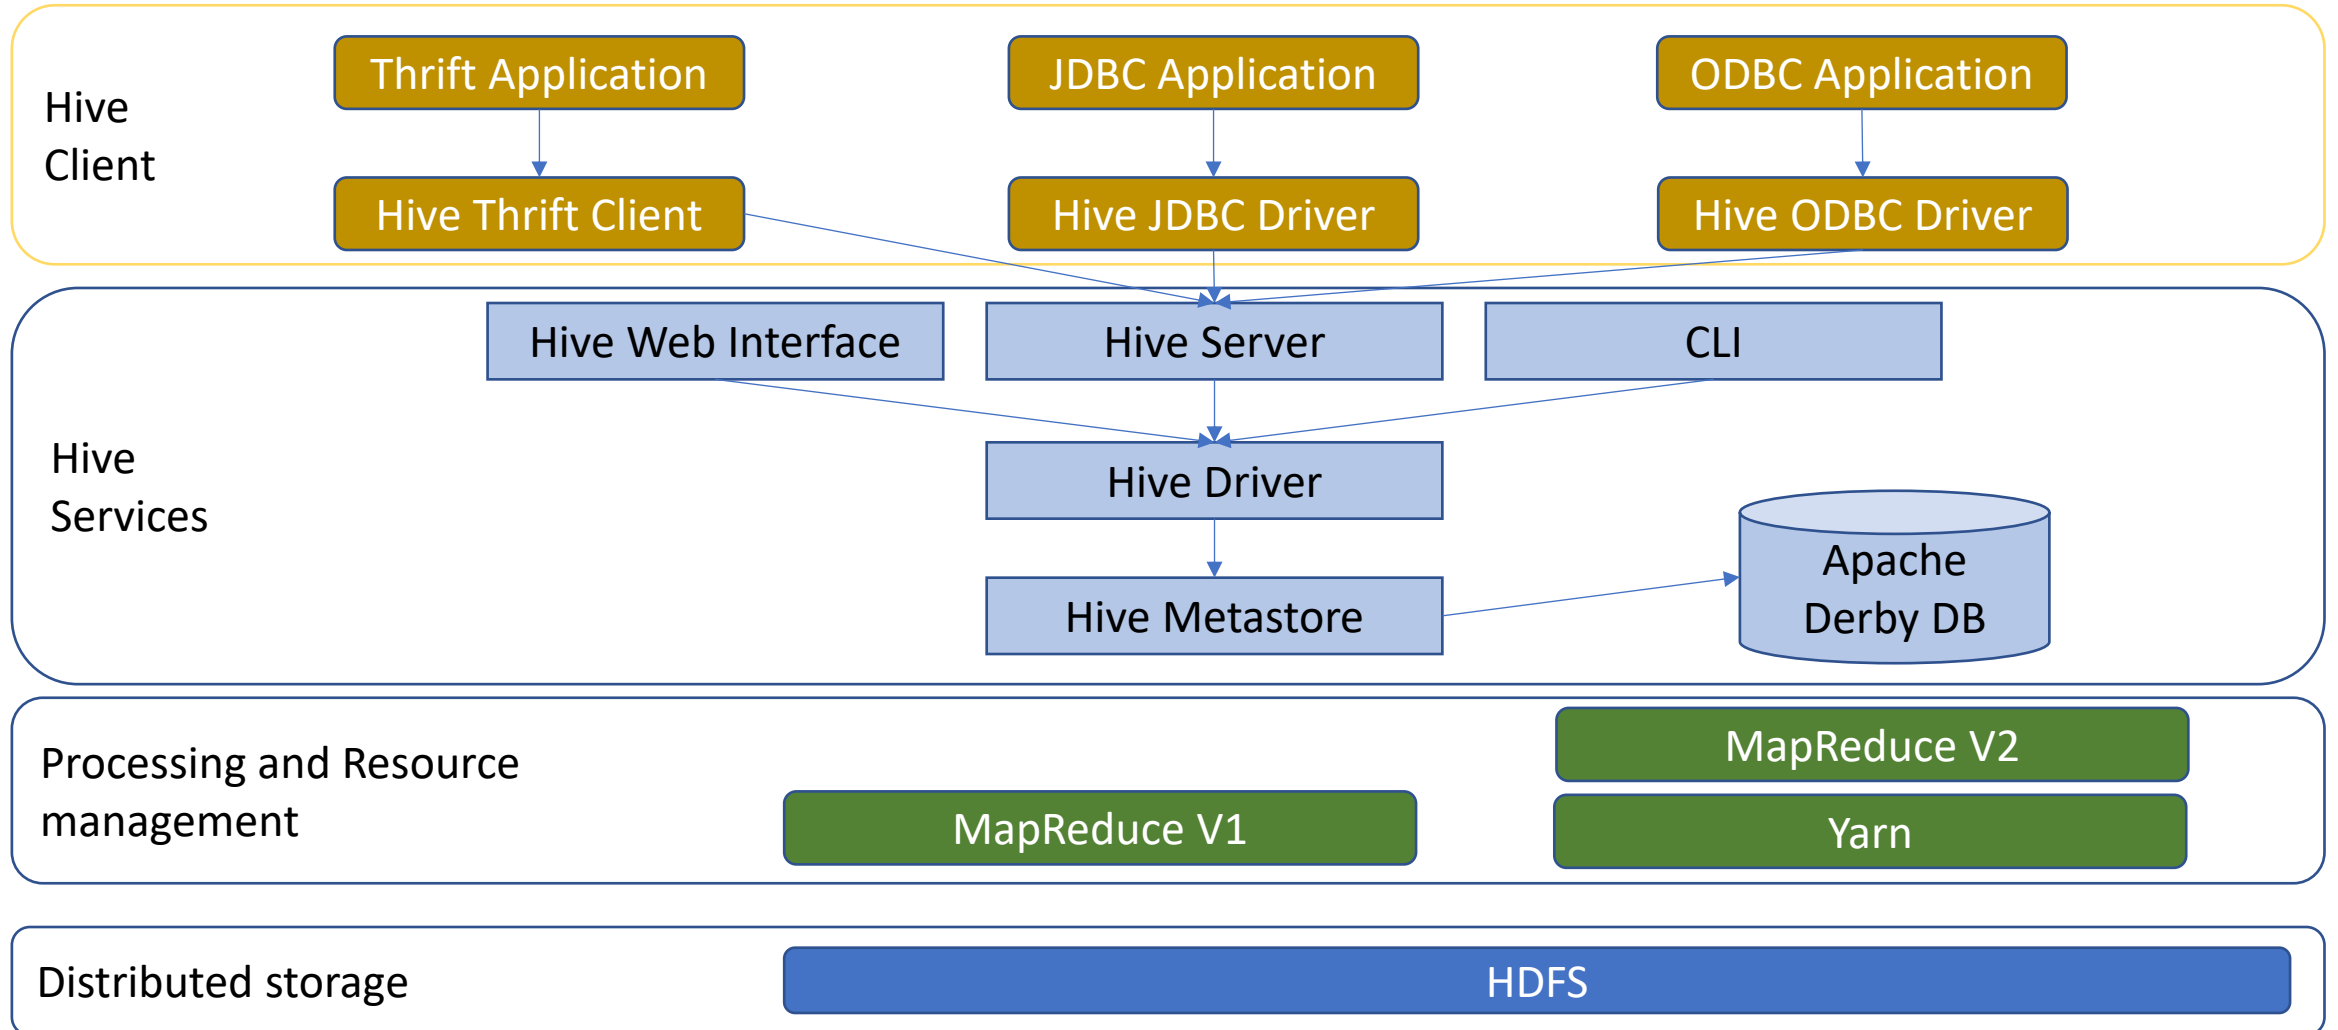 Hive
Client
Thrift Application
JDBC Application
ODBC Application
Hive Thrift Client
Hive JDBC Driver
Hive ODBC Driver
Hive
Services
Hive Web Interface
Hive Server
CLI
Hive Driver
Hive Metastore
Apache
Derby DB
Processing and Resource
management
MapReduce V2
MapReduce V1
Yarn
Distributed storage
HDFS